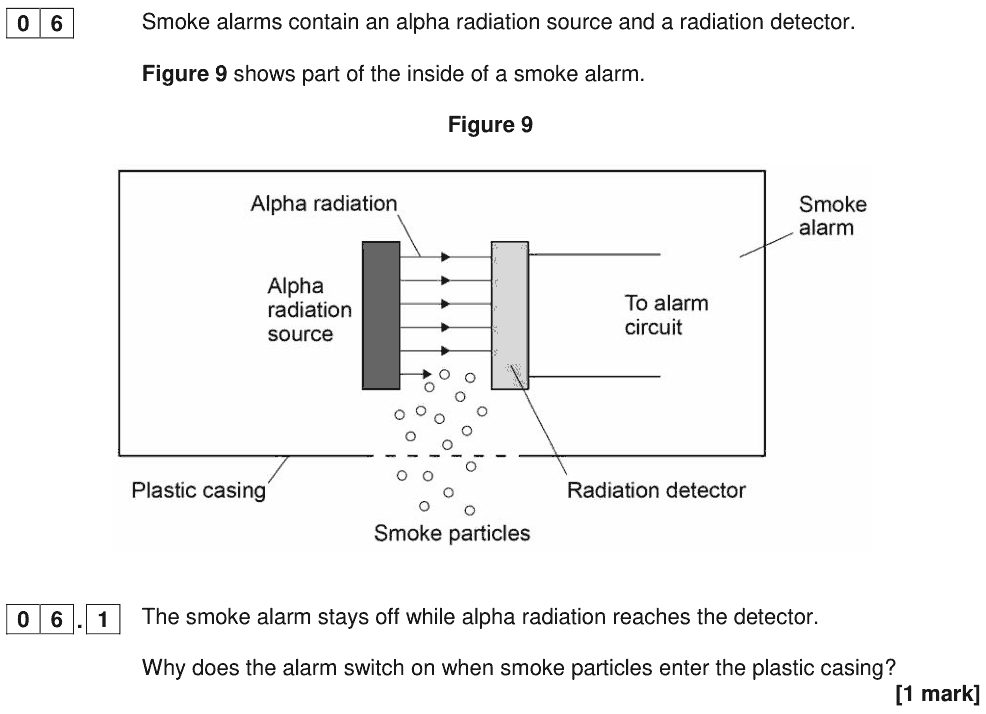 0 6 Smoke alarms contain an alpha radiation source and a radiation detector.
Figure 9 shows part of the inside of a smoke alarm.
Figure 9
Alpha radiation
Smoke
alarm
Alpha
radiation
source
To alarm
circuit
Plastic casing
Radiation detector
Smoke particles
0 6 . 1 The smoke alarm stays off while alpha radiation reaches the detector.
Why does the alarm switch on when smoke particles enter the plastic casing?
[1 mark]